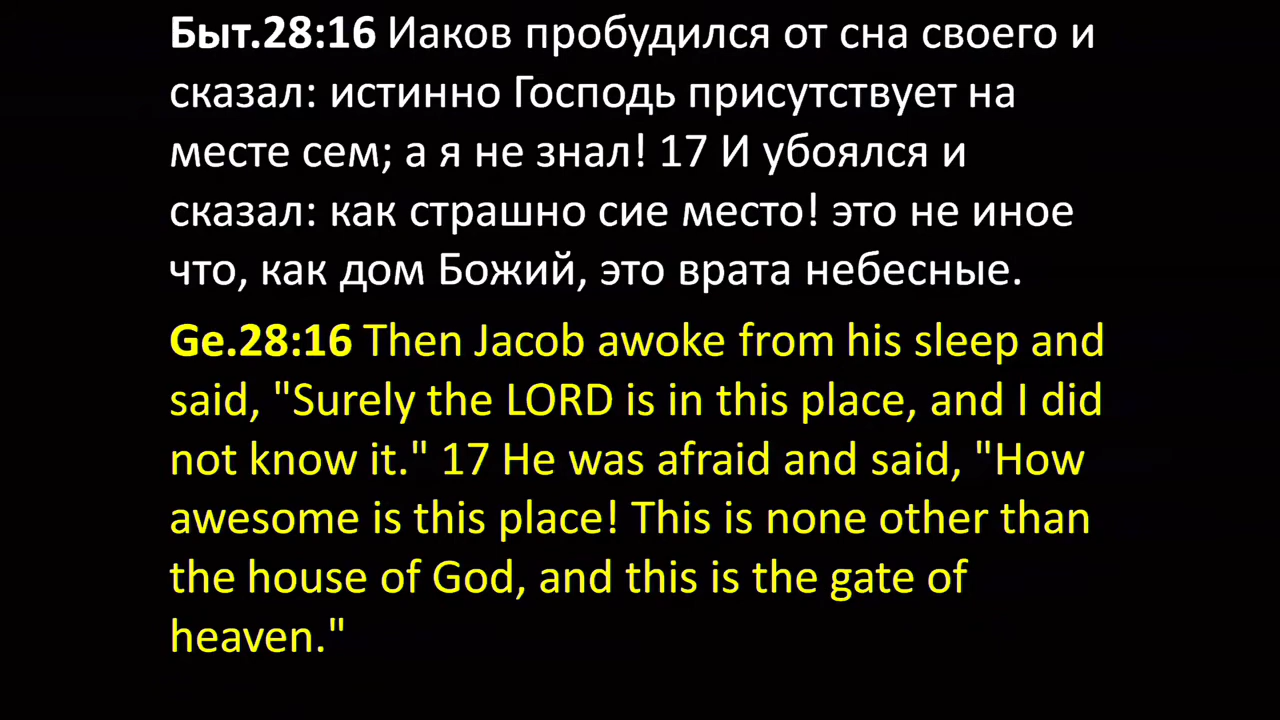 Быт.28:16 Иаков пробудился от сна своего и
сказал: истинно Господь присутствует на
месте сем; а я не знал! 17 И убоялся и
сказал: как страшно сие место! это не иное
что, как дом Божий, это врата небесные.
Ge.28:16 Then Jacob awoke from his sleep and
said, "Surely the LORD is in this place, and I did
not know it." 17 He was afraid and said, "How
awesome is this place! This is none other than
the house of God, and this is the gate of
heaven."